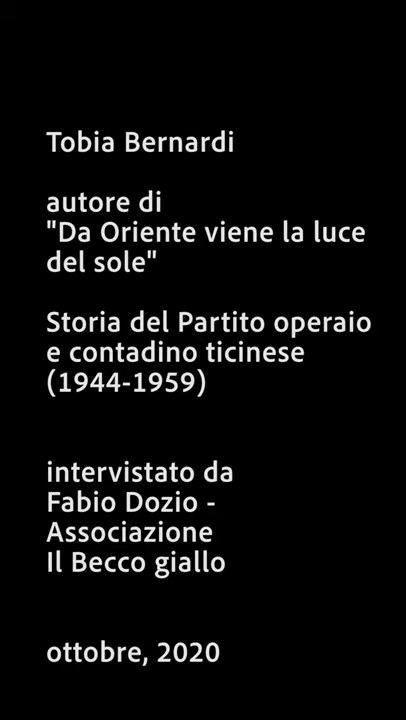 Tobia Bernardi
autore di
"Da Oriente viene la luce
del sole"
Storia del Partito operaio
e contadino ticinese
(1944-1959)
intervistato da
Fabio Dozio -
Associazione
Il Becco giallo
ottobre, 2020